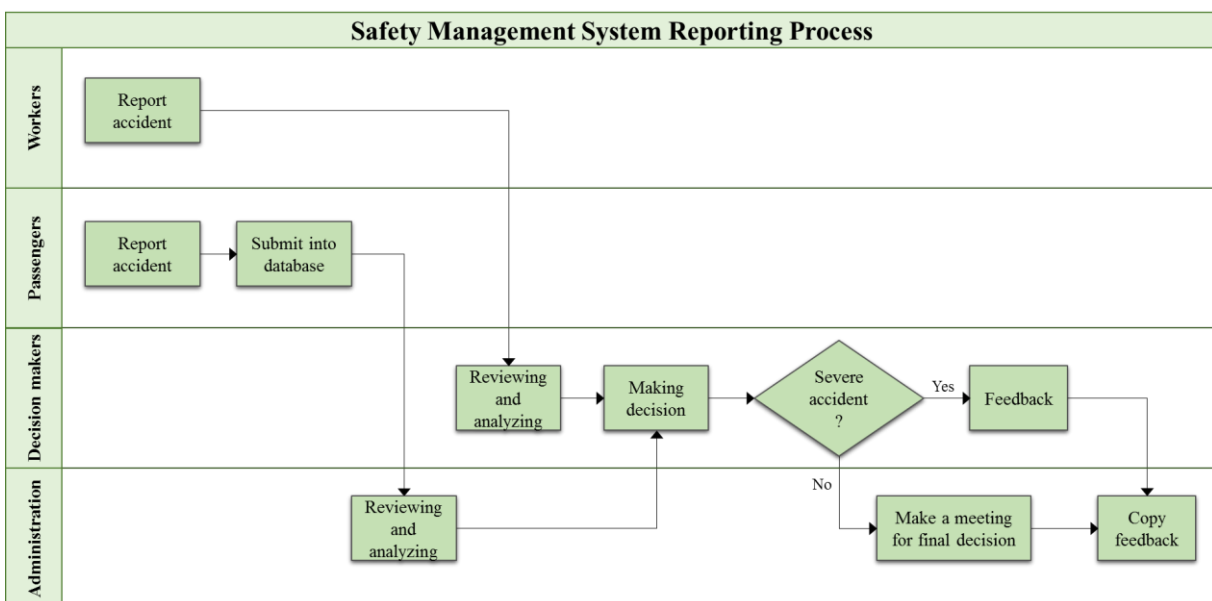 Safety Management System Reporting Process
Workers
Report
accident
Passengers
Report
accident
Submit into
database
Decision makers
Reviewing
and
analyzing
Making
decision
Severe
accident
?
Yes
Feedback
No
Administration
Reviewing
and
analyzing
Make a meeting
for final decision
Copy
feedback